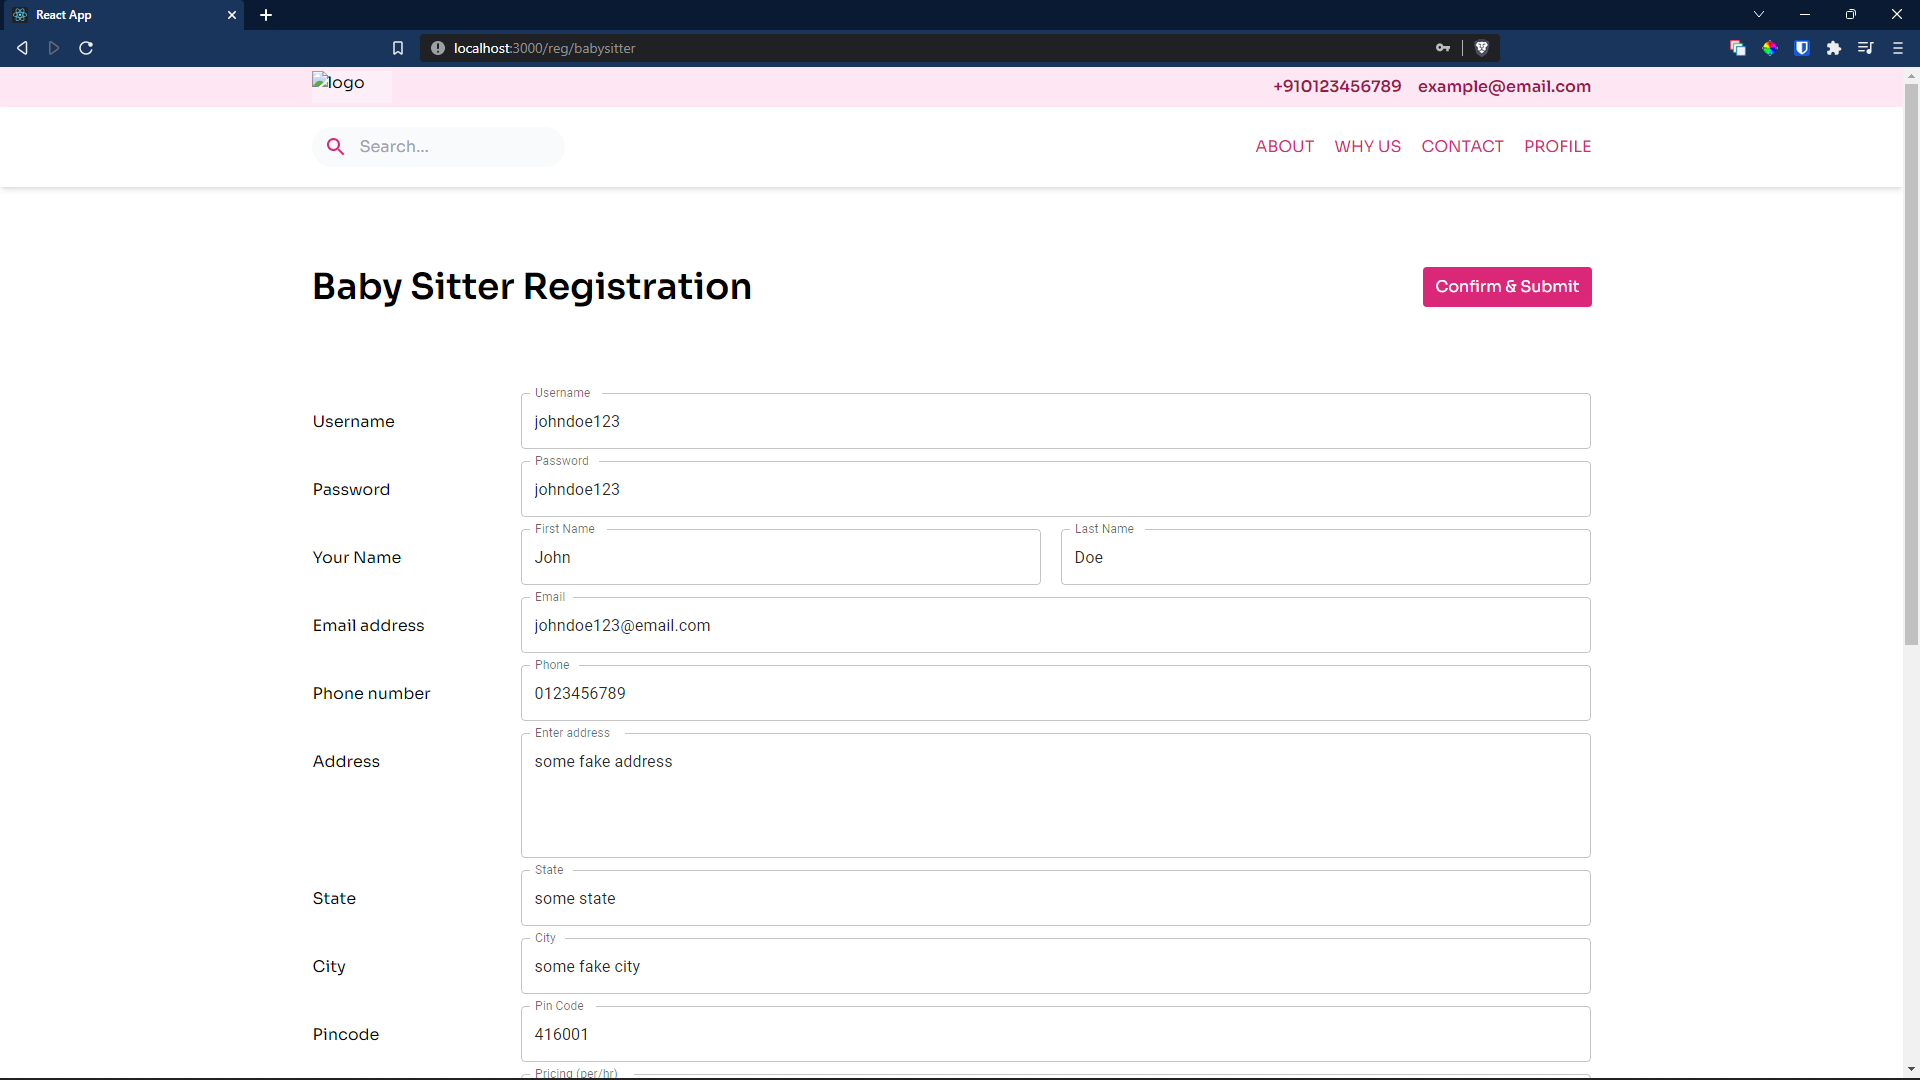 React App
localhost:3000/reg/babysitter
logo
+910123456789 example@email.com
Search...
ABOUT WHY US CONTACT PROFILE
Baby Sitter Registration
Confirm & Submit
Username
Username
johndoe123
Password
Password
johndoe123
Your Name
First Name
John
Last Name
Doe
Email address
Email
johndoe123@email.com
Phone number
Phone
0123456789
Address
Enter address
some fake address
State
State
some state
City
City
some fake city
Pincode
Pin Code
416001
Pricing (per/hr)